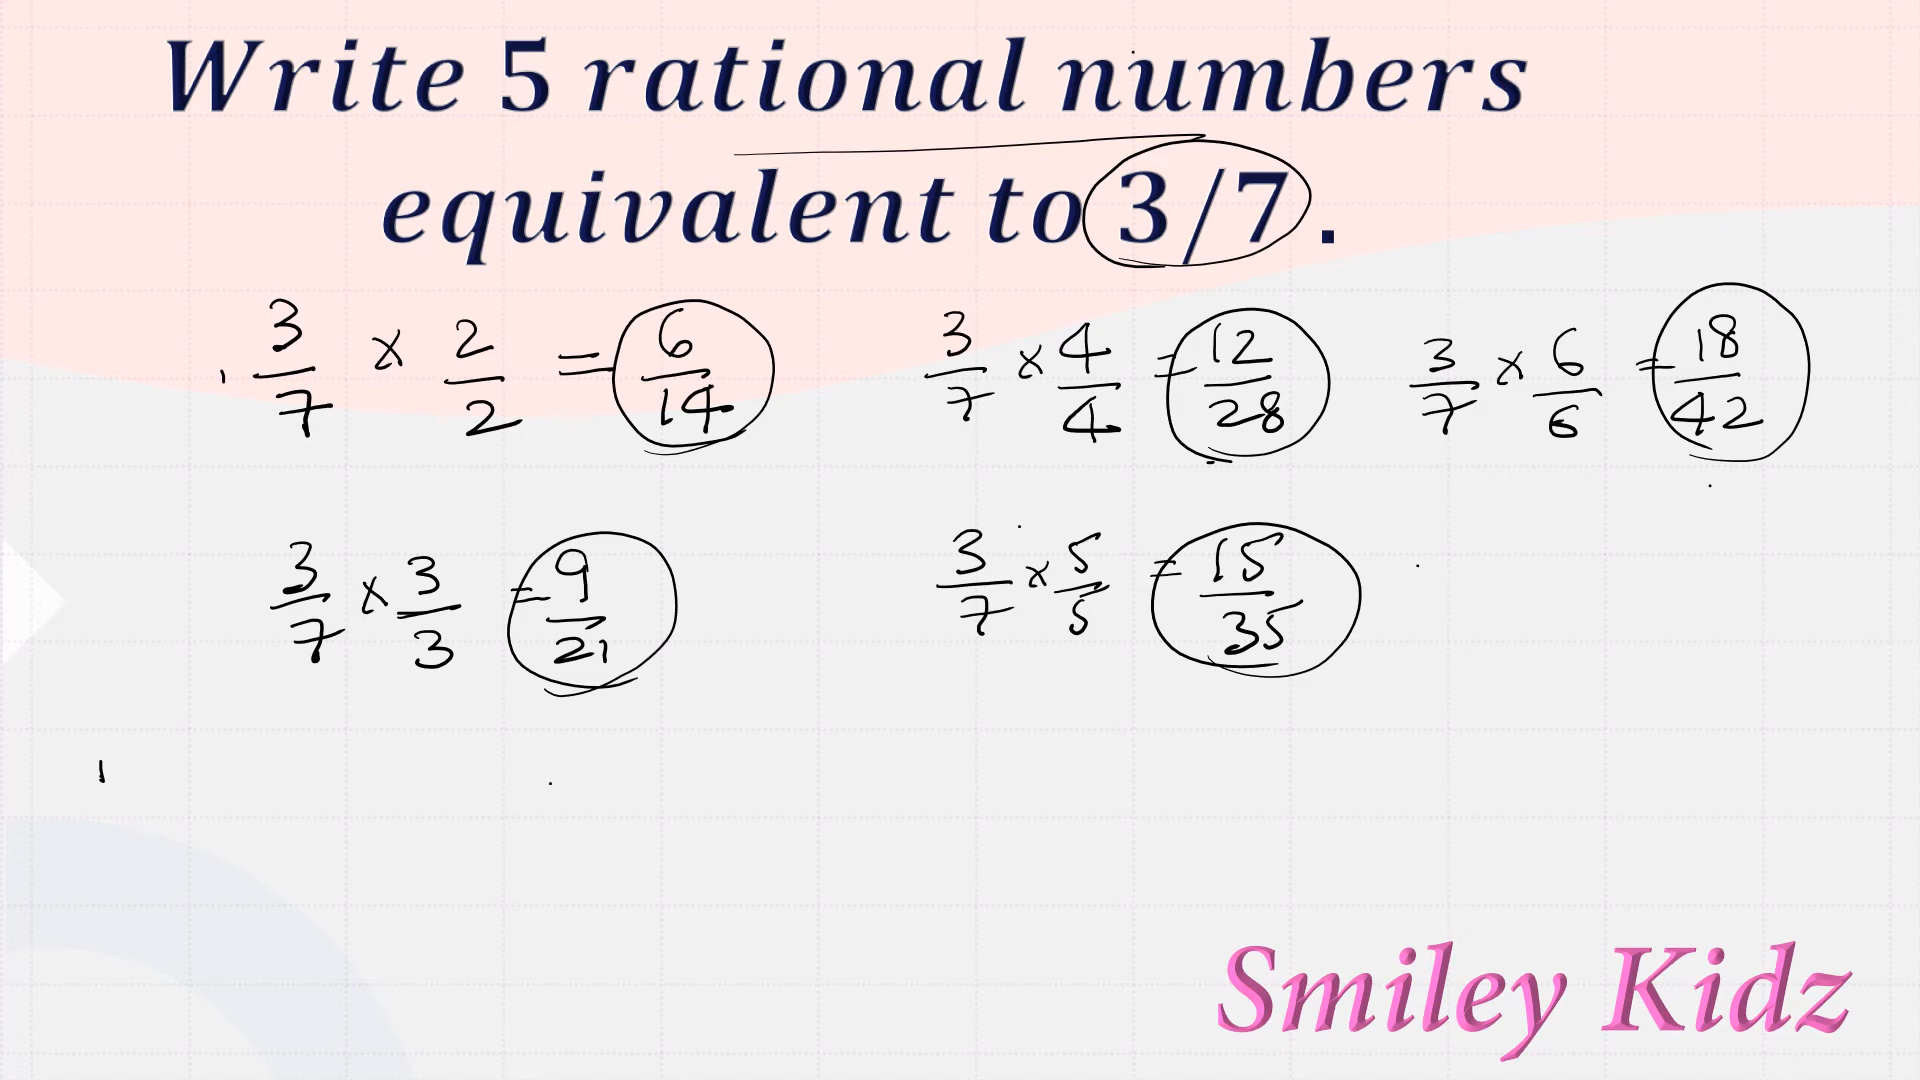 Write 5 rational numbers
equivalent to 3/7 .
3/7 × 2/2 = 6/14
3/7 × 4/4 = 12/28
3/7 × 6/6 = 18/42
3/7 × 3/3 = 9/21
3/7 × 5/5 = 15/35
Smiley Kidz